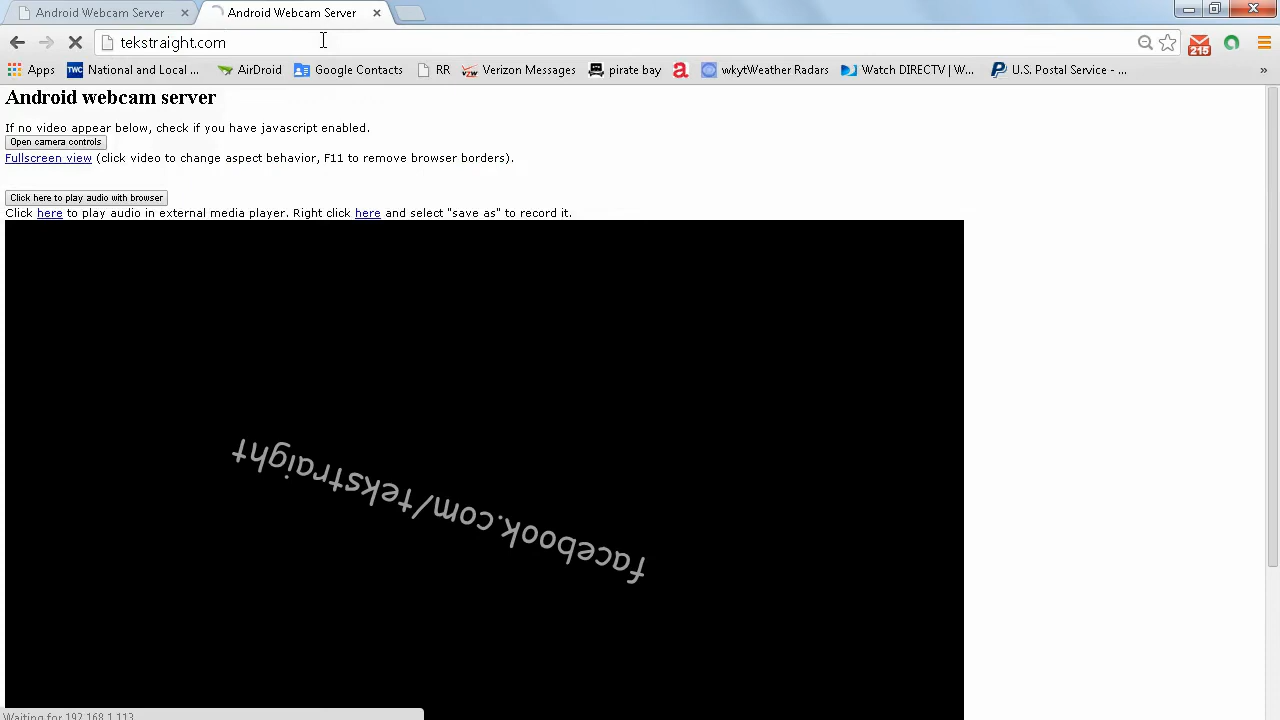 Android Webcam Server
Android Webcam Server
tekstraight.com
215
Apps
TWC National and Local ...
AirDroid
Google Contacts
RR
Verizon Messages
pirate bay
a
wkytWeather Radars
Watch DIRECTV | W...
U.S. Postal Service - ...
»
Android webcam server
If no video appear below, check if you have javascript enabled.
Open camera controls
Fullscreen view (click video to change aspect behavior, F11 to remove browser borders).
Click here to play audio with browser
Click here to play audio in external media player. Right click here and select "save as" to record it.
facebook.com/tekstraight
Waiting for 192.168.1.113